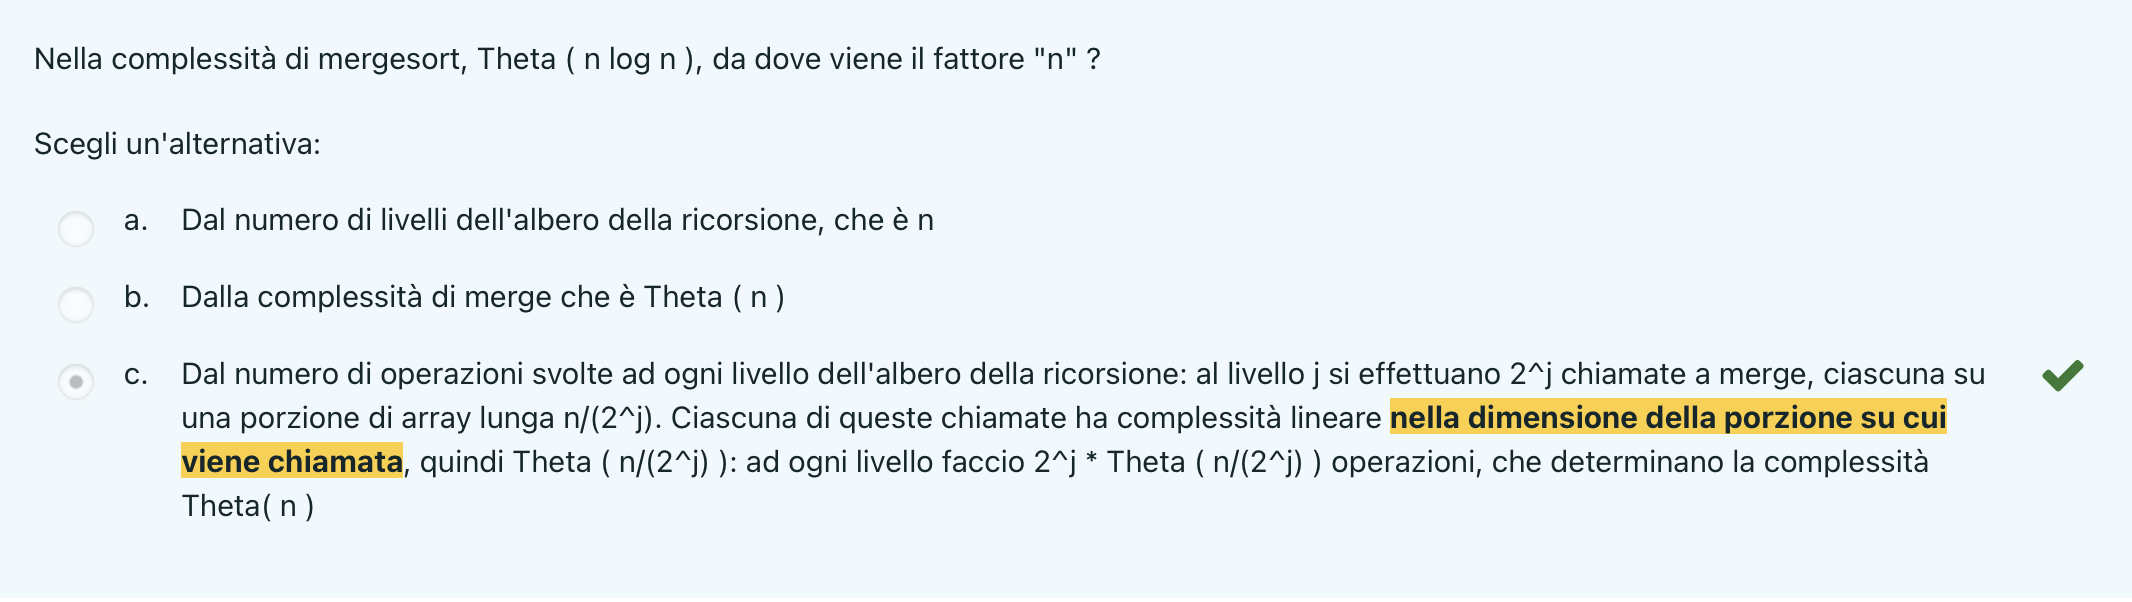 Nella complessità di mergesort, Theta ( n log n ), da dove viene il fattore "n" ?
Scegli un'alternativa:
a. Dal numero di livelli dell'albero della ricorsione, che è n
b. Dalla complessità di merge che è Theta ( n )
c. Dal numero di operazioni svolte ad ogni livello dell'albero della ricorsione: al livello j si effettuano 2^j chiamate a merge, ciascuna su
una porzione di array lunga n/(2^j). Ciascuna di queste chiamate ha complessità lineare nella dimensione della porzione su cui
viene chiamata, quindi Theta ( n/(2^j) ): ad ogni livello faccio 2^j * Theta ( n/(2^j) ) operazioni, che determinano la complessità
Theta( n )